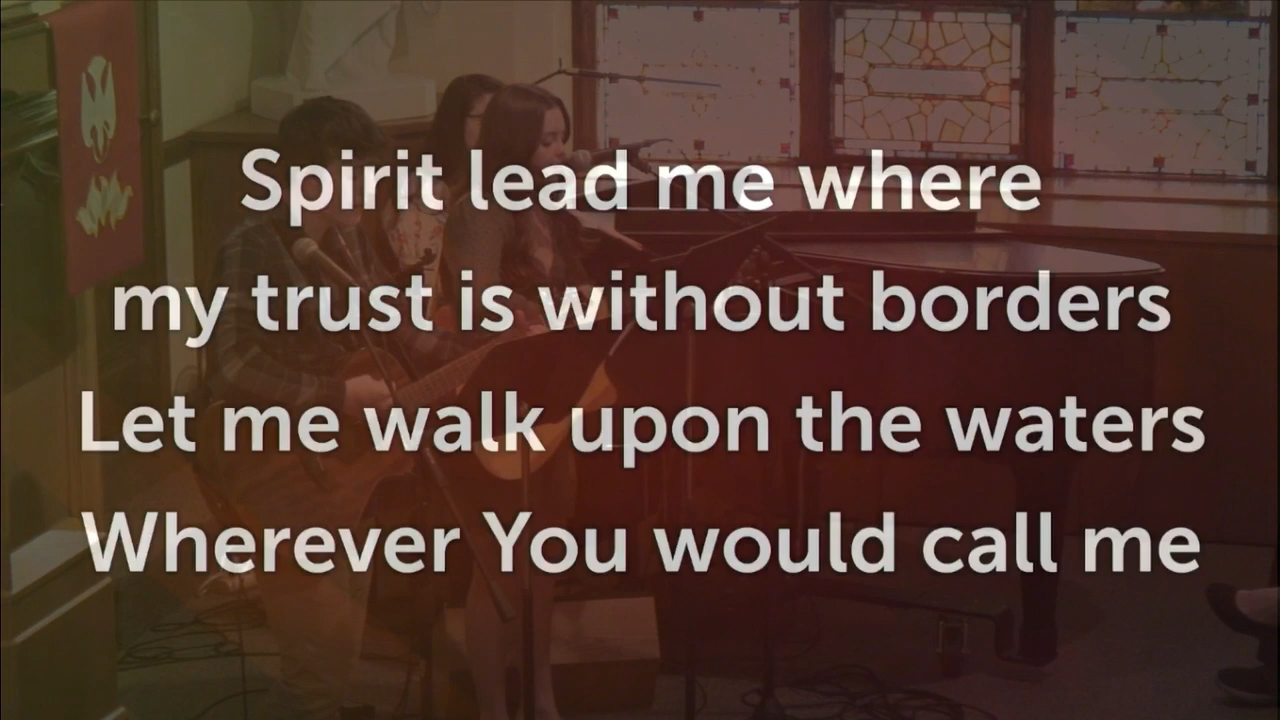 Spirit lead me where
my trust is without borders
Let me walk upon the waters
Wherever You would call me